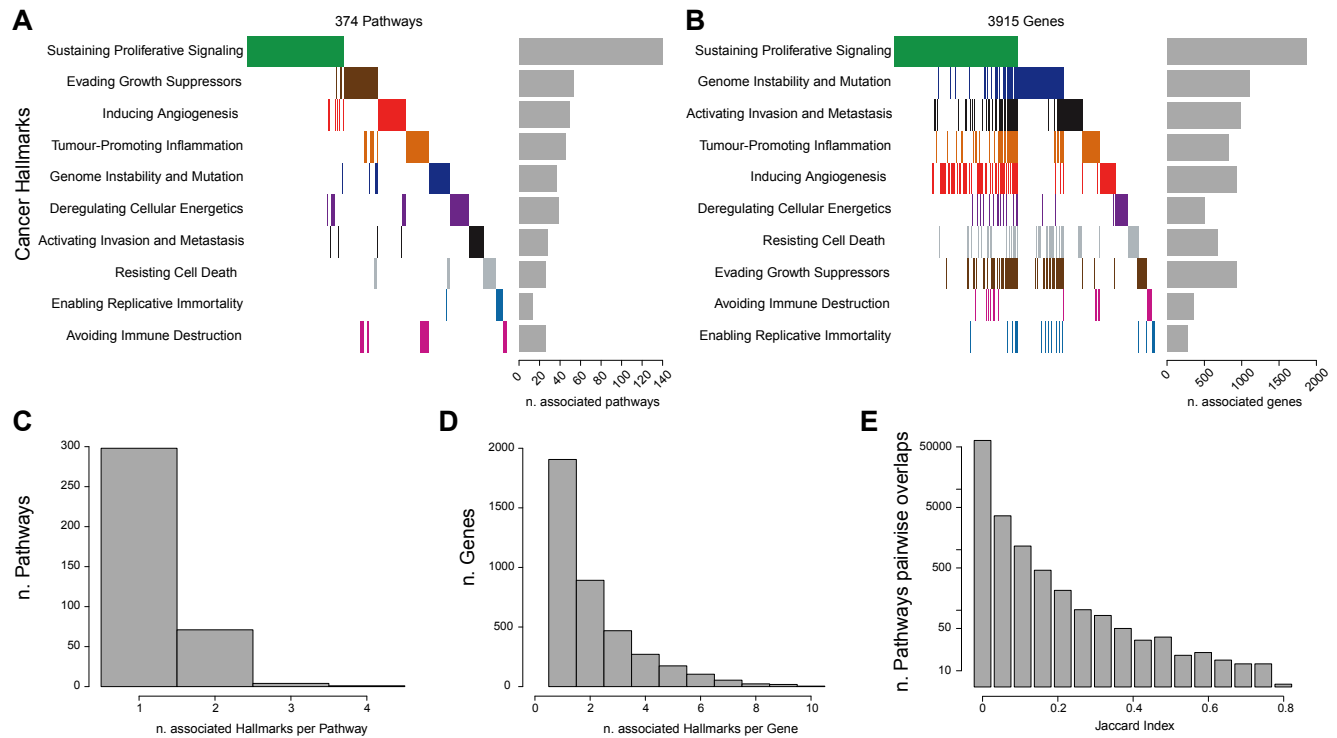 A
374 Pathways
Cancer Hallmarks
Sustaining Proliferative Signaling
Evading Growth Suppressors
Inducing Angiogenesis
Tumour-Promoting Inflammation
Genome Instability and Mutation
Deregulating Cellular Energetics
Activating Invasion and Metastasis
Resisting Cell Death
Enabling Replicative Immortality
Avoiding Immune Destruction
0 20 40 60 80 100 120 140
n. associated pathways
B
3915 Genes
Sustaining Proliferative Signaling
Genome Instability and Mutation
Activating Invasion and Metastasis
Tumour-Promoting Inflammation
Inducing Angiogenesis
Deregulating Cellular Energetics
Resisting Cell Death
Evading Growth Suppressors
Avoiding Immune Destruction
Enabling Replicative Immortality
0 500 1000 1500 2000
n. associated genes
C
n. Pathways
300
250
200
150
100
50
0
1 2 3 4
n. associated Hallmarks per Pathway
D
n. Genes
2000
1500
1000
500
0
0 2 4 6 8 10
n. associated Hallmarks per Gene
E
n. Pathways pairwise overlaps
50000
5000
500
50
10
0 0.2 0.4 0.6 0.8
Jaccard Index